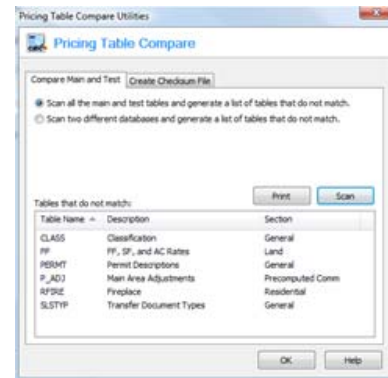 Pricing Table Compare Utilities
Pricing Table Compare
Compare Main and Test Create Checksum File
Scan all the main and test tables and generate a list of tables that do not match.
Scan two different databases and generate a list of tables that do not match.
Print Scan
Tables that do not match:
Table Name Description Section
CLASS Classification General
FF FF, SF, and AC Rates Land
PERMT Permit Descriptions General
P_ADJ Main Area Adjustments Precomputed Comm
RFIRE Fireplace Residential
SLSTYP Transfer Document Types General
OK Help